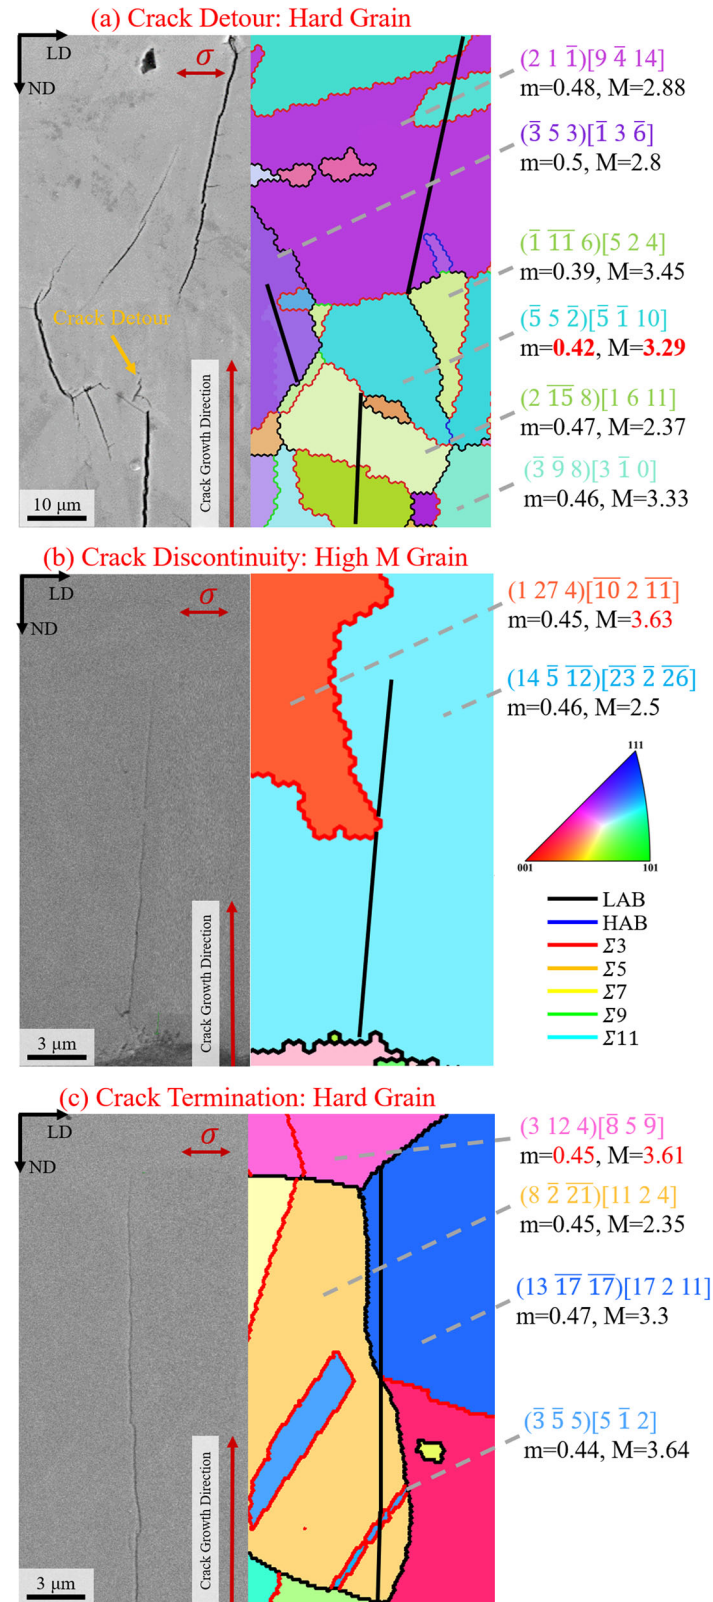 (a) Crack Detour: Hard Grain
LD
ND
σ
Crack Detour
Crack Growth Direction
10 μm
(2 1 1̅)[9 4̅ 14]
m=0.48, M=2.88
(3̅ 5 3)[1̅ 3 6̅]
m=0.5, M=2.8
(1̅ 1̅1̅ 6)[5 2 4]
m=0.39, M=3.45
(5̅ 5 2̅)[5̅ 1̅ 10]
m=0.42, M=3.29
(2 1̅5̅ 8)[1 6 11]
m=0.47, M=2.37
(3̅ 9̅ 8)[3 1̅ 0]
m=0.46, M=3.33
(b) Crack Discontinuity: High M Grain
LD
ND
σ
Crack Growth Direction
3 μm
(1 27 4)[1̅0̅ 2 1̅1̅]
m=0.45, M=3.63
(14 5̅ 1̅2̅)[2̅3̅ 2̅ 2̅6̅]
m=0.46, M=2.5
111
001
101
LAB
HAB
Σ3
Σ5
Σ7
Σ9
Σ11
(c) Crack Termination: Hard Grain
LD
ND
σ
Crack Growth Direction
3 μm
(3 12 4)[8̅ 5 9̅]
m=0.45, M=3.61
(8 2̅ 2̅1̅)[11 2 4]
m=0.45, M=2.35
(13 1̅7̅ 1̅7̅)[17 2 11]
m=0.47, M=3.3
(3̅ 5̅ 5)[5 1̅ 2]
m=0.44, M=3.64